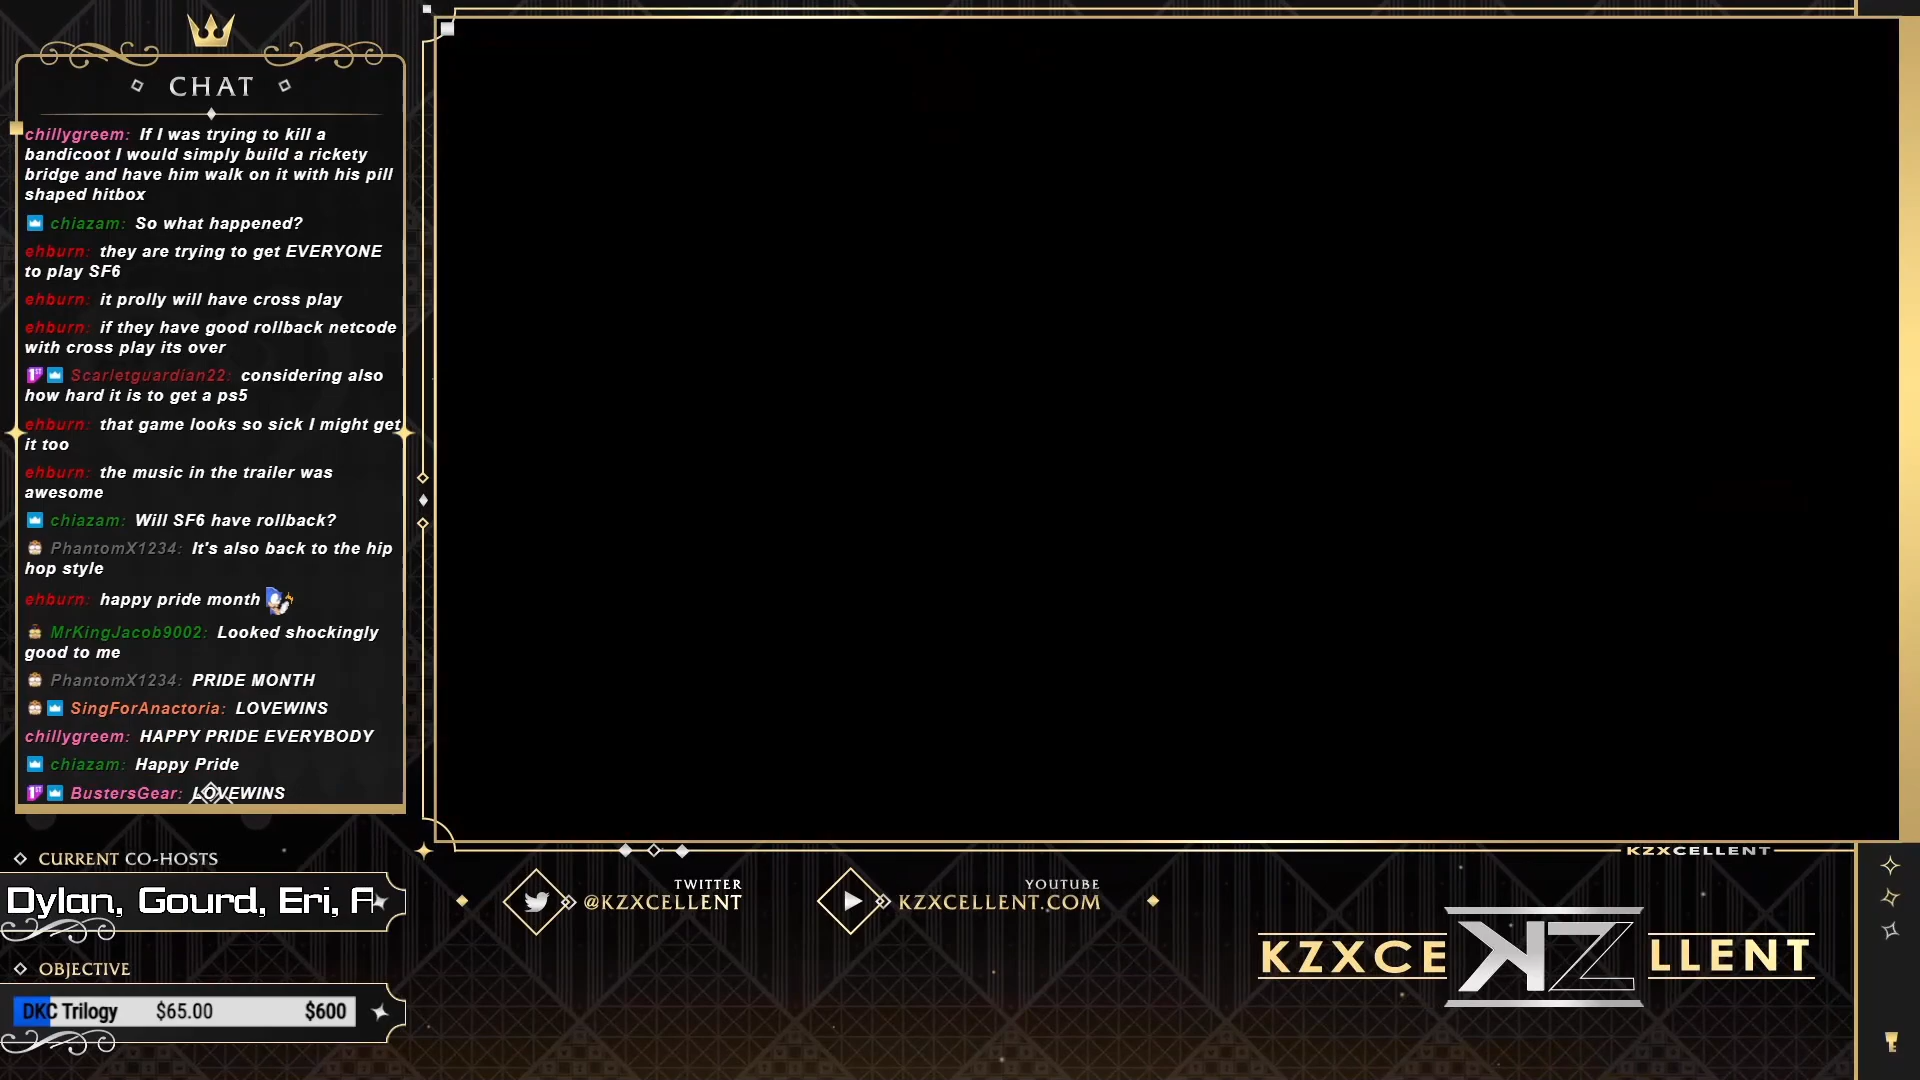 CHAT
chillygreem: If I was trying to kill a
bandicoot I would simply build a rickety
bridge and have him walk on it with his pill
shaped hitbox
chiazam: So what happened?
ehburn: they are trying to get EVERYONE
to play SF6
ehburn: it prolly will have cross play
ehburn: if they have good rollback netcode
with cross play its over
Scarletguardian22: considering also
how hard it is to get a ps5
ehburn: that game looks so sick I might get
it too
ehburn: the music in the trailer was
awesome
chiazam: Will SF6 have rollback?
PhantomX1234: It's also back to the hip
hop style
ehburn: happy pride month
MrKingJacob9002: Looked shockingly
good to me
PhantomX1234: PRIDE MONTH
SingForAnactoria: LOVEWINS
chillygreem: HAPPY PRIDE EVERYBODY
chiazam: Happy Pride
BustersGear: LOVEWINS
CURRENT CO-HOSTS
Dylan, Gourd, Eri,
OBJECTIVE
DKC Trilogy $65.00 $600
TWITTER
@KZXCELLENT
YOUTUBE
KZXCELLENT.COM
KZXCELLENT
KZXCE KZ LLENT